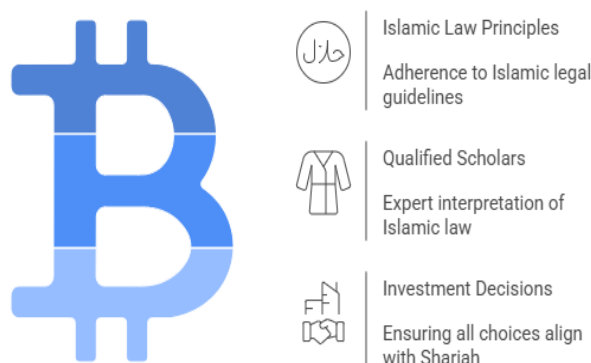 حلال
Islamic Law Principles
Adherence to Islamic legal
guidelines
Qualified Scholars
Expert interpretation of
Islamic law
Investment Decisions
Ensuring all choices align
with Shariah